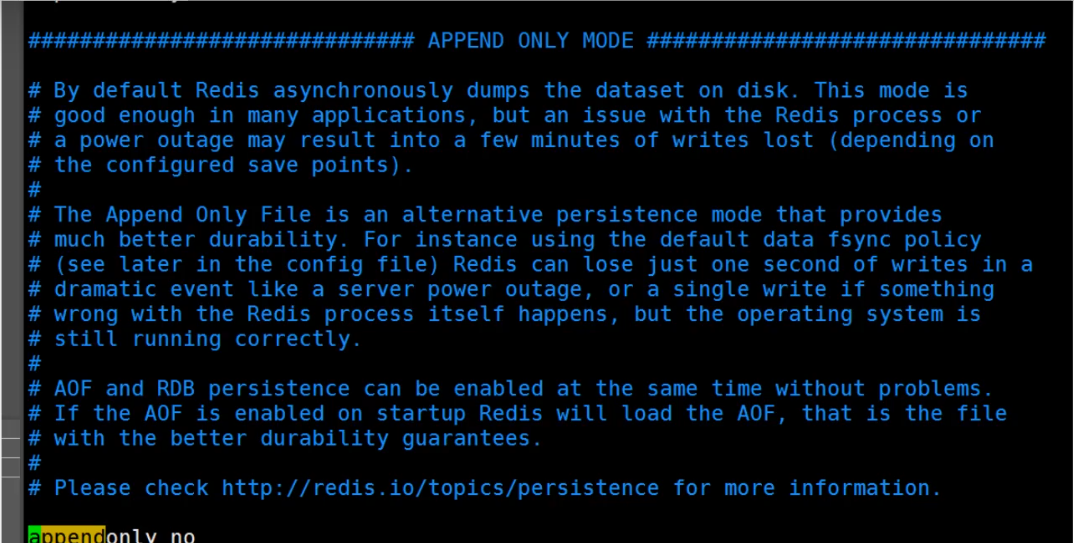 ############################## APPEND ONLY MODE ###############################
# By default Redis asynchronously dumps the dataset on disk. This mode is
# good enough in many applications, but an issue with the Redis process or
# a power outage may result into a few minutes of writes lost (depending on
# the configured save points).
#
# The Append Only File is an alternative persistence mode that provides
# much better durability. For instance using the default data fsync policy
# (see later in the config file) Redis can lose just one second of writes in a
# dramatic event like a server power outage, or a single write if something
# wrong with the Redis process itself happens, but the operating system is
# still running correctly.
#
# AOF and RDB persistence can be enabled at the same time without problems.
# If the AOF is enabled on startup Redis will load the AOF, that is the file
# with the better durability guarantees.
#
# Please check http://redis.io/topics/persistence for more information.
appendonly no